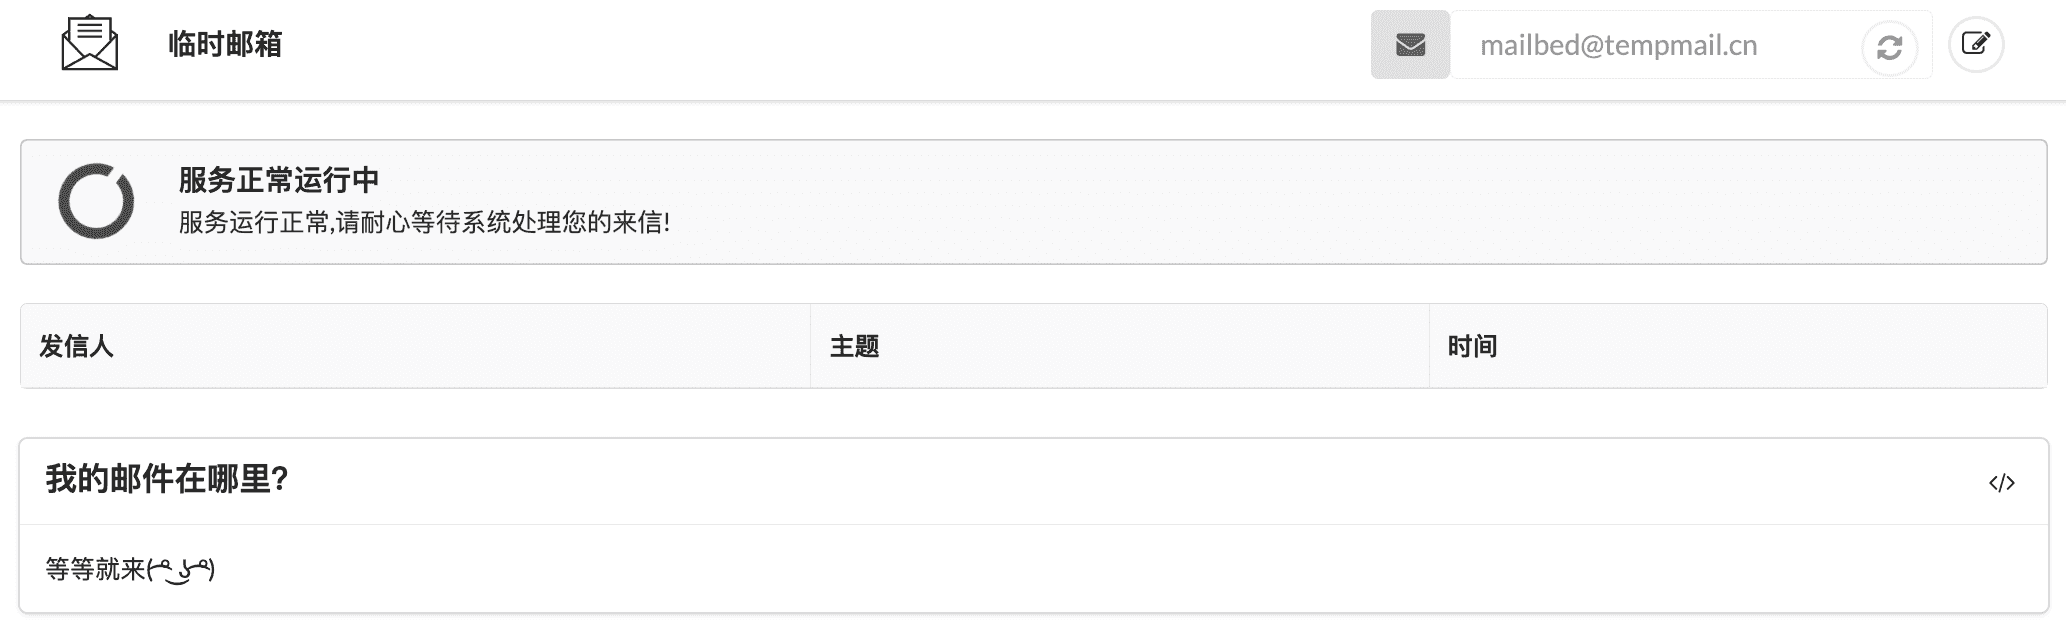 临时邮箱
mailbed@tempmail.cn
服务正常运行中
服务运行正常,请耐心等待系统处理您的来信!
发信人 主题 时间
我的邮件在哪里?
</>
等等就来( ͡° ͜ʖ ͡°)